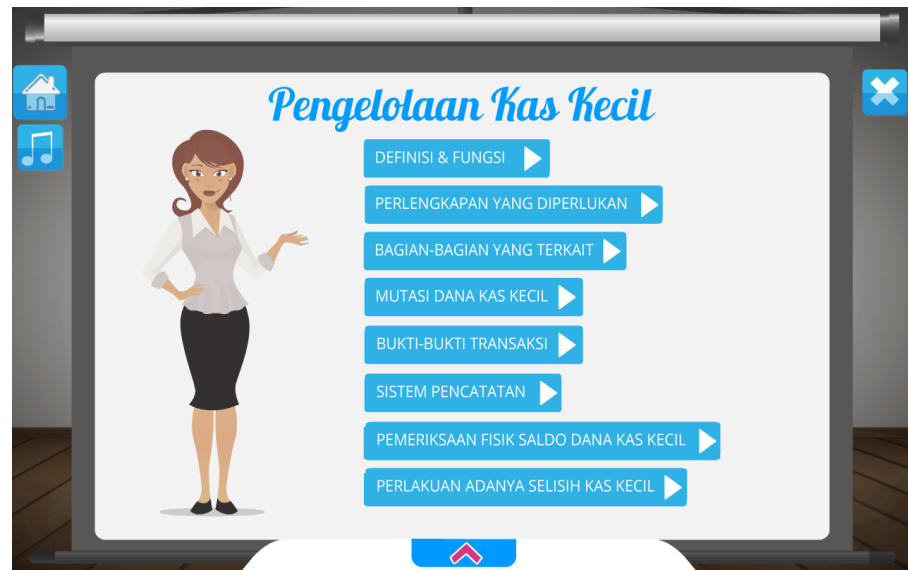 Pengelolaan Kas Kecil
DEFINISI & FUNGSI
PERLENGKAPAN YANG DIPERLUKAN
BAGIAN-BAGIAN YANG TERKAIT
MUTASI DANA KAS KECIL
BUKTI-BUKTI TRANSAKSI
SISTEM PENCATATAN
PEMERIKSAAN FISIK SALDO DANA KAS KECIL
PERLAKUAN ADANYA SELISIH KAS KECIL